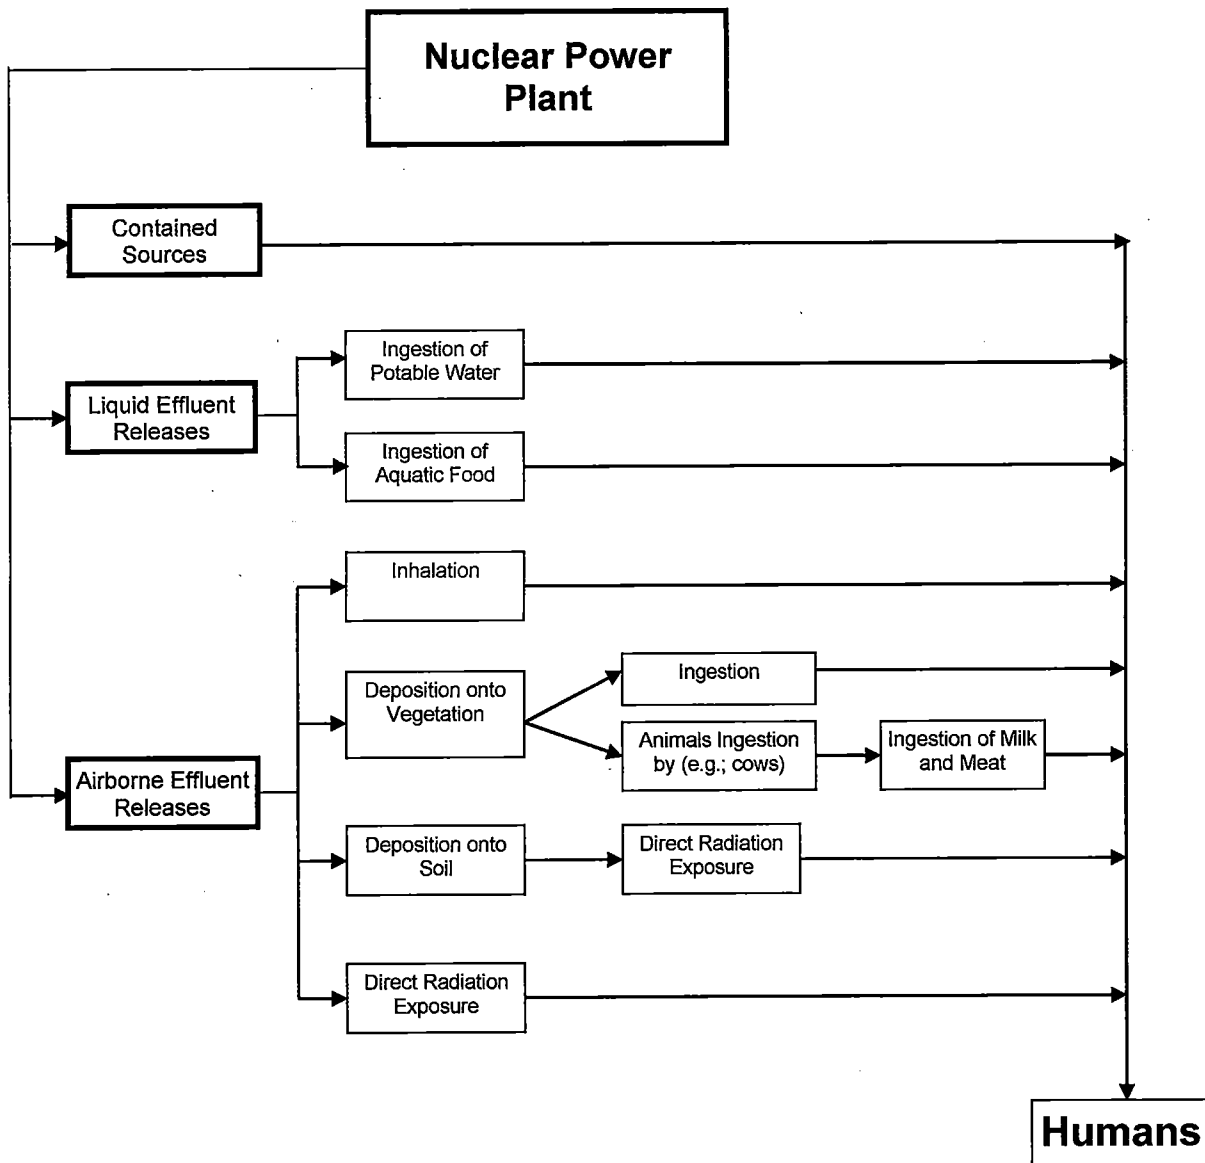 Nuclear Power
Plant
Contained
Sources
Ingestion of
Potable Water
Liquid Effluent
Releases
Ingestion of
Aquatic Food
Inhalation
Deposition onto
Vegetation
Ingestion
Animals Ingestion
by (e.g.; cows)
Ingestion of Milk
and Meat
Airborne Effluent
Releases
Deposition onto
Soil
Direct Radiation
Exposure
Direct Radiation
Exposure
Humans